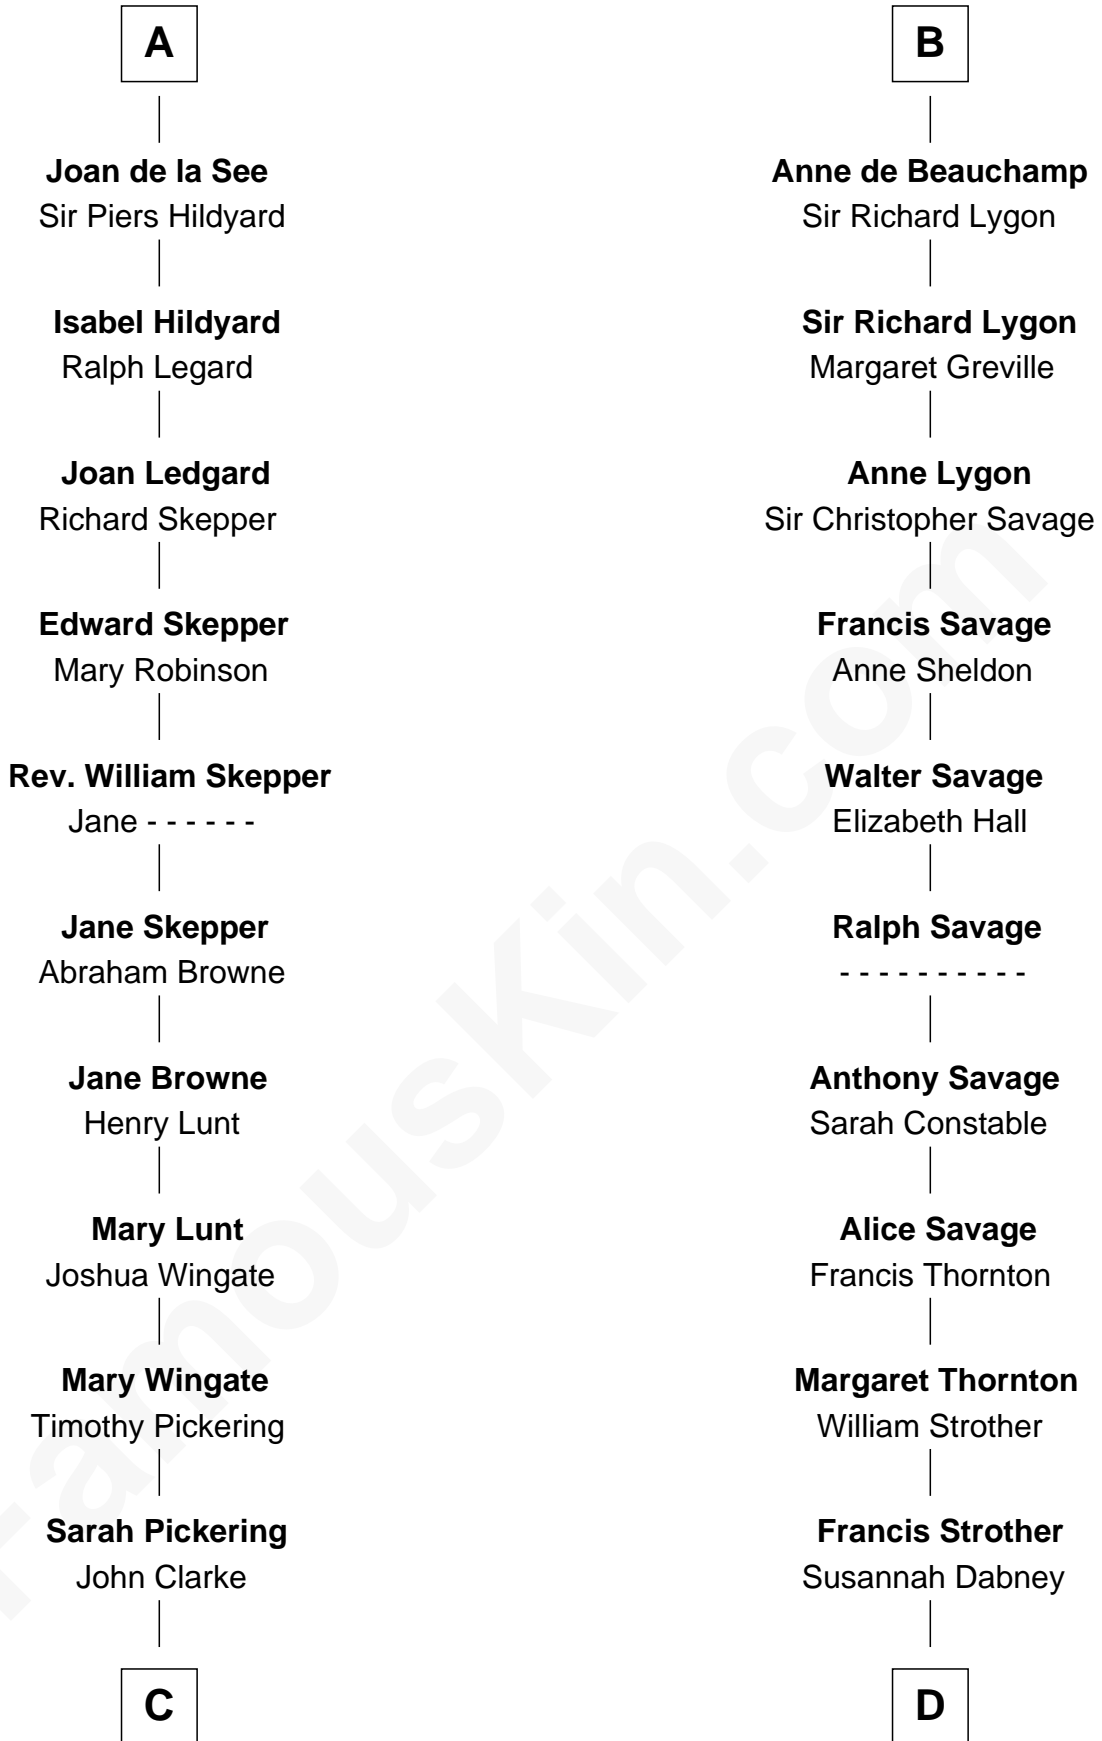 A
Joan de la See
Sir Piers Hildyard
Isabel Hildyard
Ralph Legard
Joan Ledgard
Richard Skepper
Edward Skepper
Mary Robinson
Rev. William Skepper
Jane - - - - - -
Jane Skepper
Abraham Browne
Jane Browne
Henry Lunt
Mary Lunt
Joshua Wingate
Mary Wingate
Timothy Pickering
Sarah Pickering
John Clarke
C
B
Anne de Beauchamp
Sir Richard Lygon
Sir Richard Lygon
Margaret Greville
Anne Lygon
Sir Christopher Savage
Francis Savage
Anne Sheldon
Walter Savage
Elizabeth Hall
Ralph Savage
- - - - - - - - - -
Anthony Savage
Sarah Constable
Alice Savage
Francis Thornton
Margaret Thornton
William Strother
Francis Strother
Susannah Dabney
D
FamousKin.com